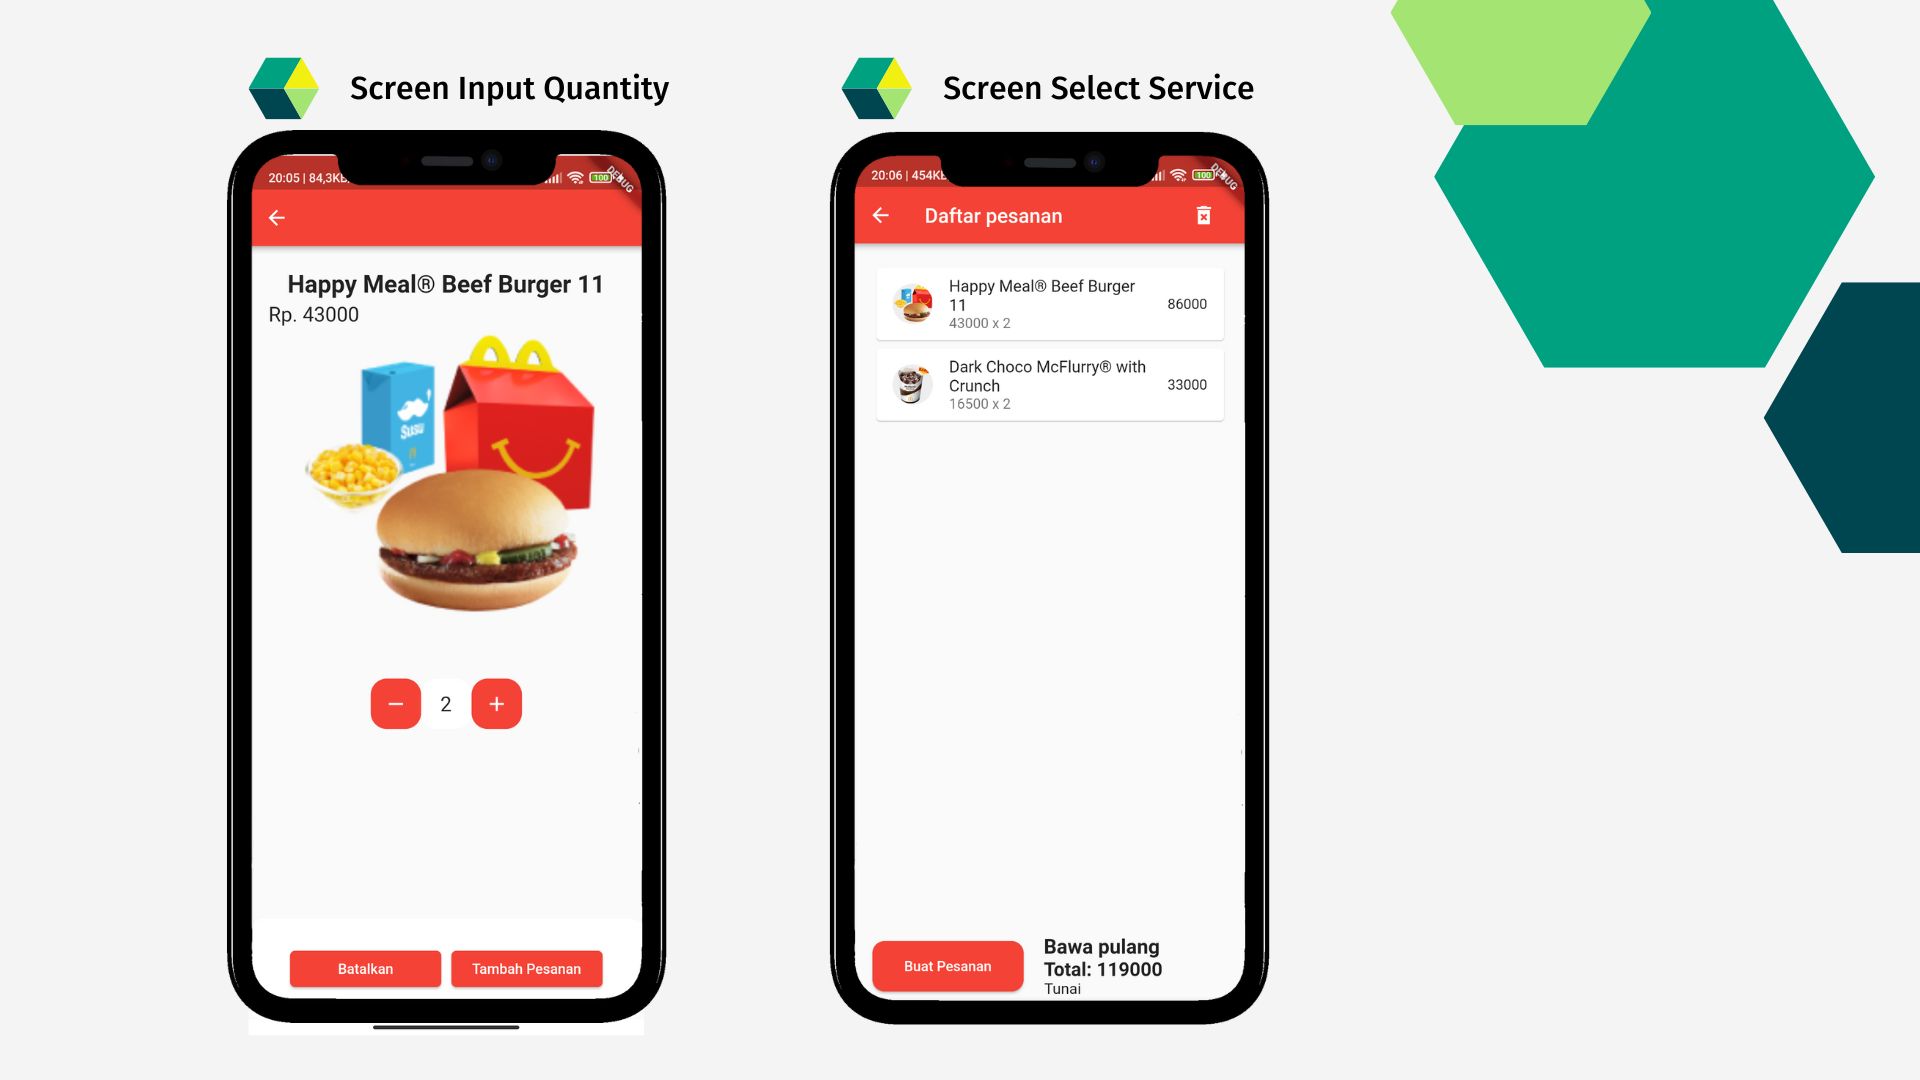 Screen Input Quantity
20:05 | 84,3KB
100
DEBUG
Happy Meal® Beef Burger 11
Rp. 43000
Susu
2
Batalkan
Tambah Pesanan
Screen Select Service
20:06 | 454KB
100
DEBUG
Daftar pesanan
Happy Meal® Beef Burger
11
43000 x 2
86000
Dark Choco McFlurry® with
Crunch
16500 x 2
33000
Buat Pesanan
Bawa pulang
Total: 119000
Tunai